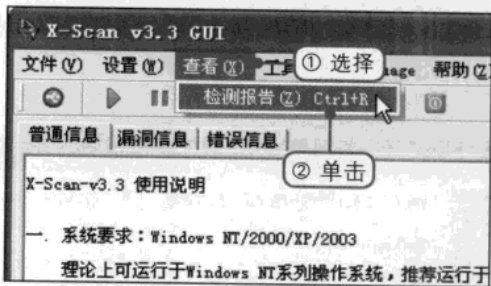 X-Scan v3.3 GUI
文件(V) 设置(W) 查看(X) 工具 ① 选择 age 帮助(Z)
检测报告(Z) Ctrl+R
普通信息 漏洞信息 错误信息
② 单击
X-Scan-v3.3 使用说明
一. 系统要求：Windows NT/2000/XP/2003
理论上可运行于Windows NT系列操作系统，推荐运行于